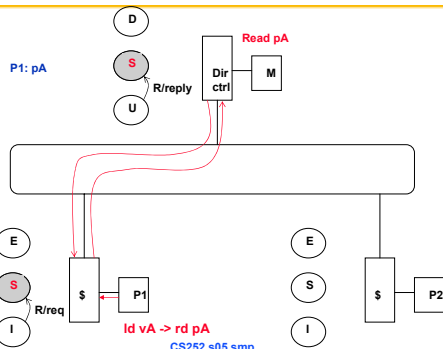 D
Read pA
P1: pA
S
Dir
ctrl
M
R/reply
U
E
E
S
$
P1
S
$
P2
R/req
I
ld vA -> rd pA
I
CS252 s05 smp